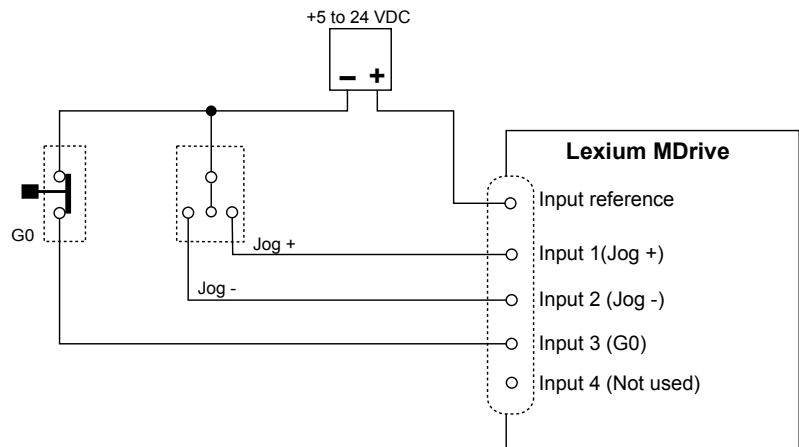 +5 to 24 VDC
− +
Lexium MDrive
Input reference
G0
Jog +
Input 1(Jog +)
Jog -
Input 2 (Jog -)
Input 3 (G0)
Input 4 (Not used)